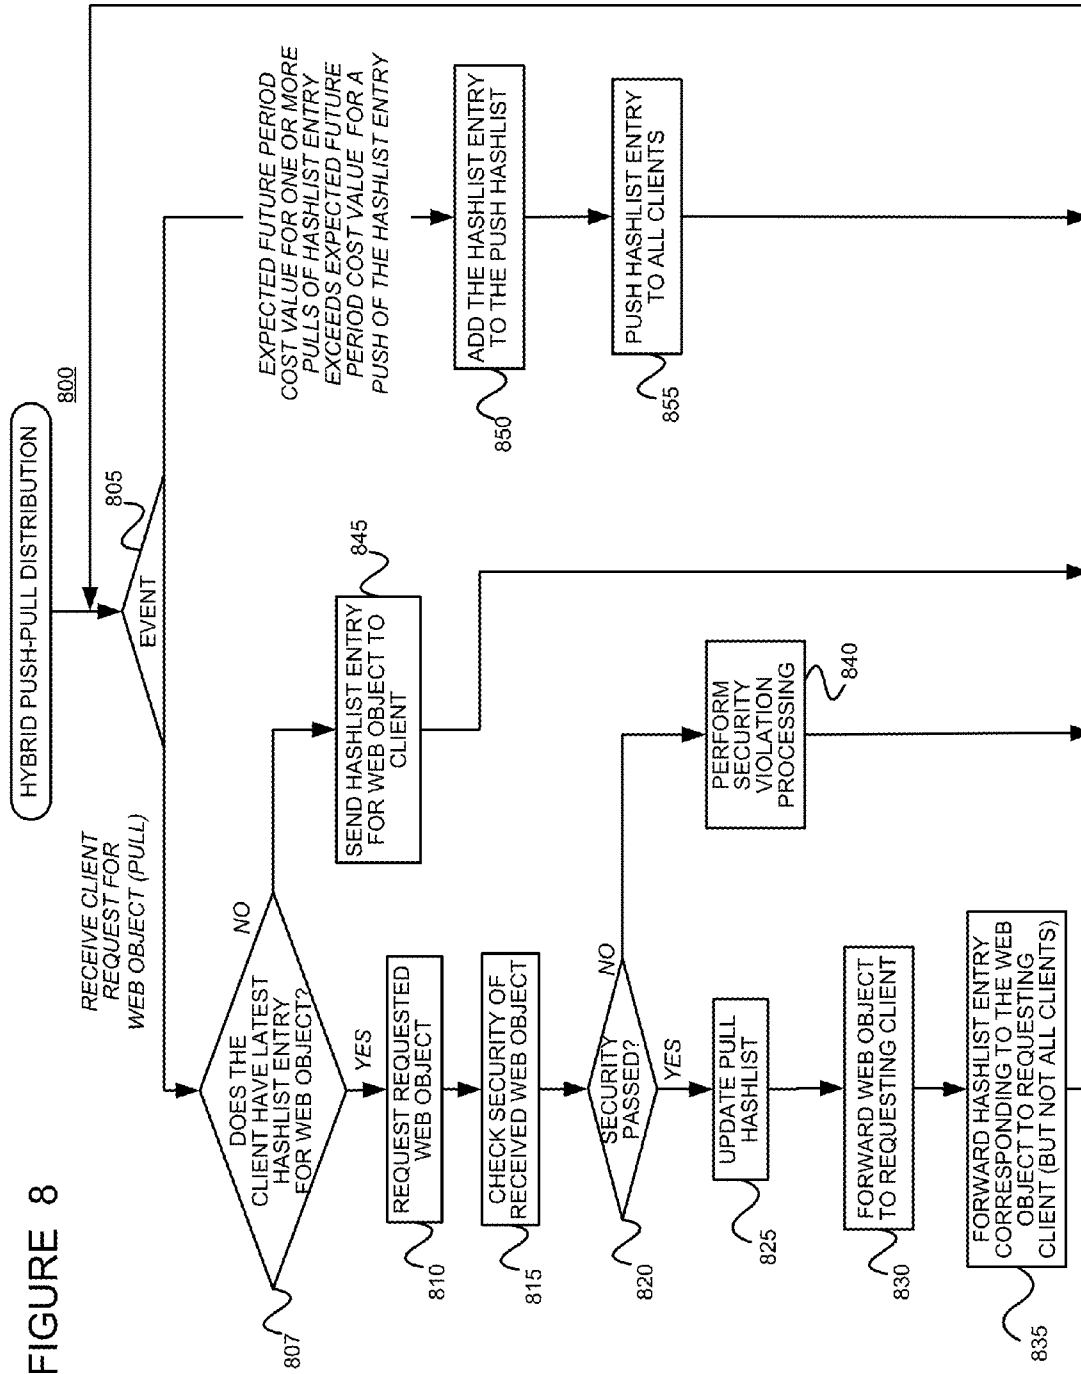 FIGURE 8
HYBRID PUSH-PULL DISTRIBUTION
800
EVENT
805
RECEIVE CLIENT
REQUEST FOR
WEB OBJECT (PULL)
EXPECTED FUTURE PERIOD
COST VALUE FOR ONE OR MORE
PULLS OF HASHLIST ENTRY
EXCEEDS EXPECTED FUTURE
PERIOD COST VALUE FOR A
PUSH OF THE HASHLIST ENTRY
DOES THE
CLIENT HAVE LATEST
HASHLIST ENTRY
FOR WEB OBJECT?
807
NO
YES
SEND HASHLIST ENTRY
FOR WEB OBJECT TO
CLIENT
845
REQUEST REQUESTED
WEB OBJECT
810
CHECK SECURITY OF
RECEIVED WEB OBJECT
815
SECURITY
PASSED?
820
NO
YES
PERFORM
SECURITY
VIOLATION
PROCESSING
840
UPDATE PULL
HASHLIST
825
FORWARD WEB OBJECT
TO REQUESTING CLIENT
830
FORWARD HASHLIST ENTRY
CORRESPONDING TO THE WEB
OBJECT TO REQUESTING
CLIENT (BUT NOT ALL CLIENTS)
835
ADD THE HASHLIST ENTRY
TO THE PUSH HASHLIST
850
PUSH HASHLIST ENTRY
TO ALL CLIENTS
855